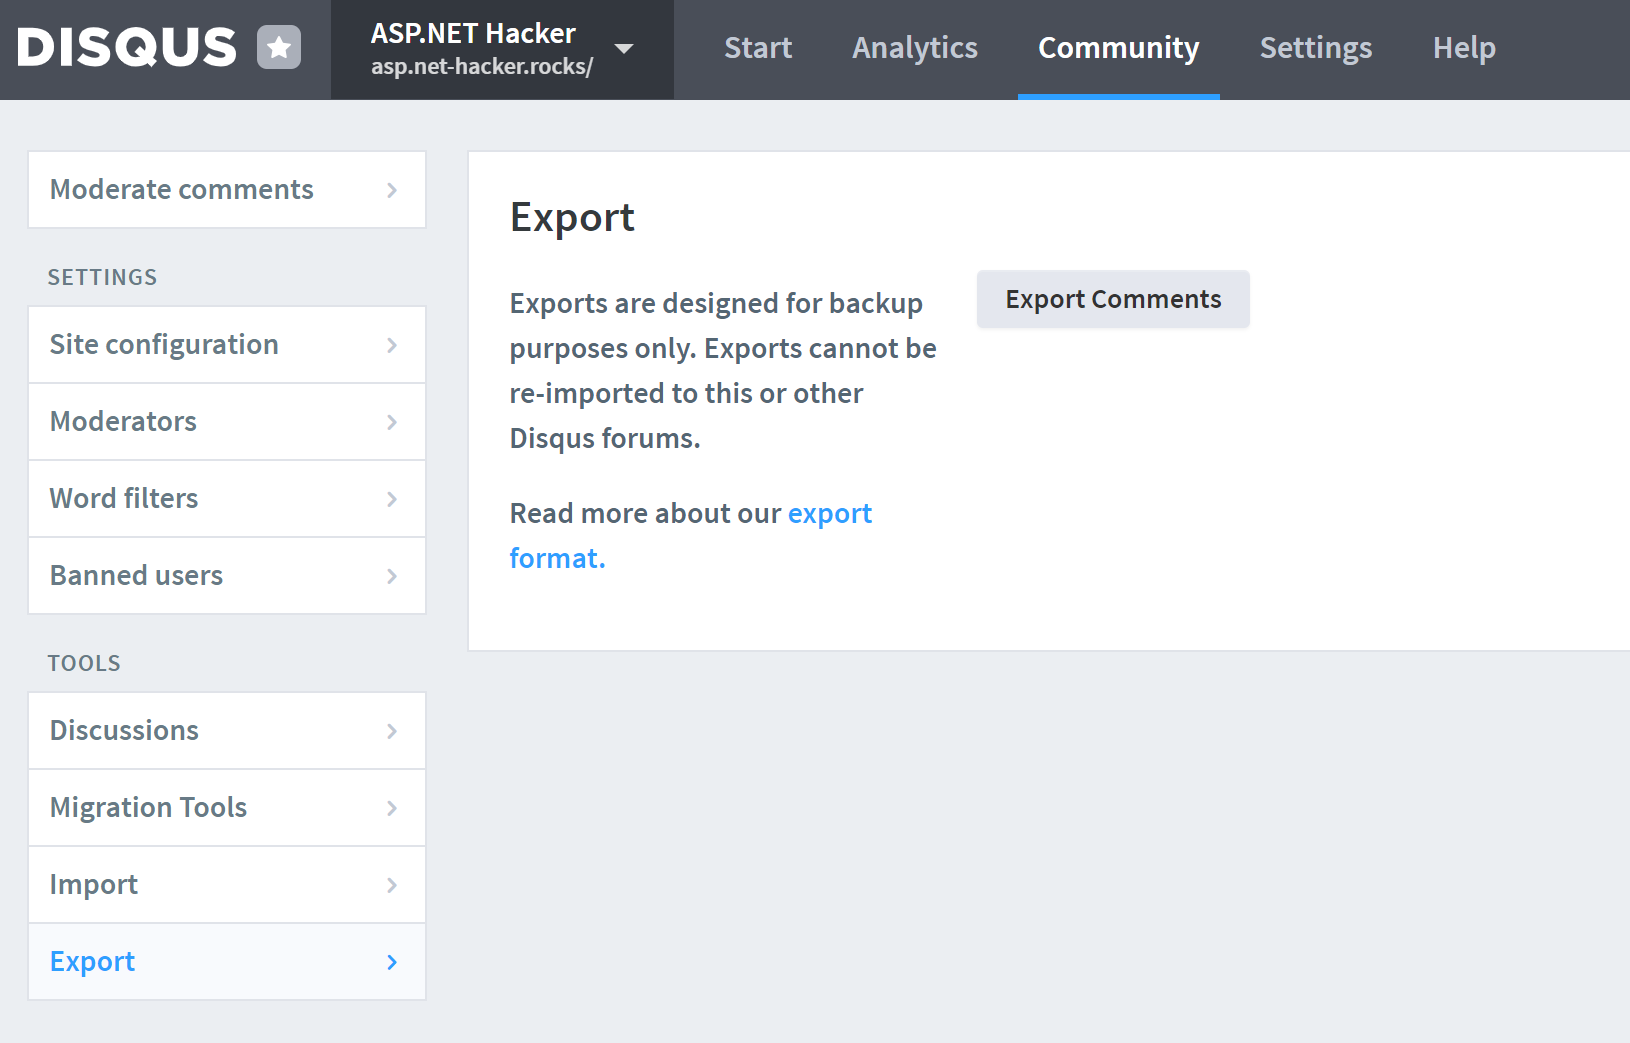 DISQUS
ASP.NET Hacker
asp.net-hacker.rocks/
Start
Analytics
Community
Settings
Help
Moderate comments
SETTINGS
Site configuration
Moderators
Word filters
Banned users
TOOLS
Discussions
Migration Tools
Import
Export
Export
Exports are designed for backup
purposes only. Exports cannot be
re-imported to this or other
Disqus forums.
Read more about our export
format.
Export Comments